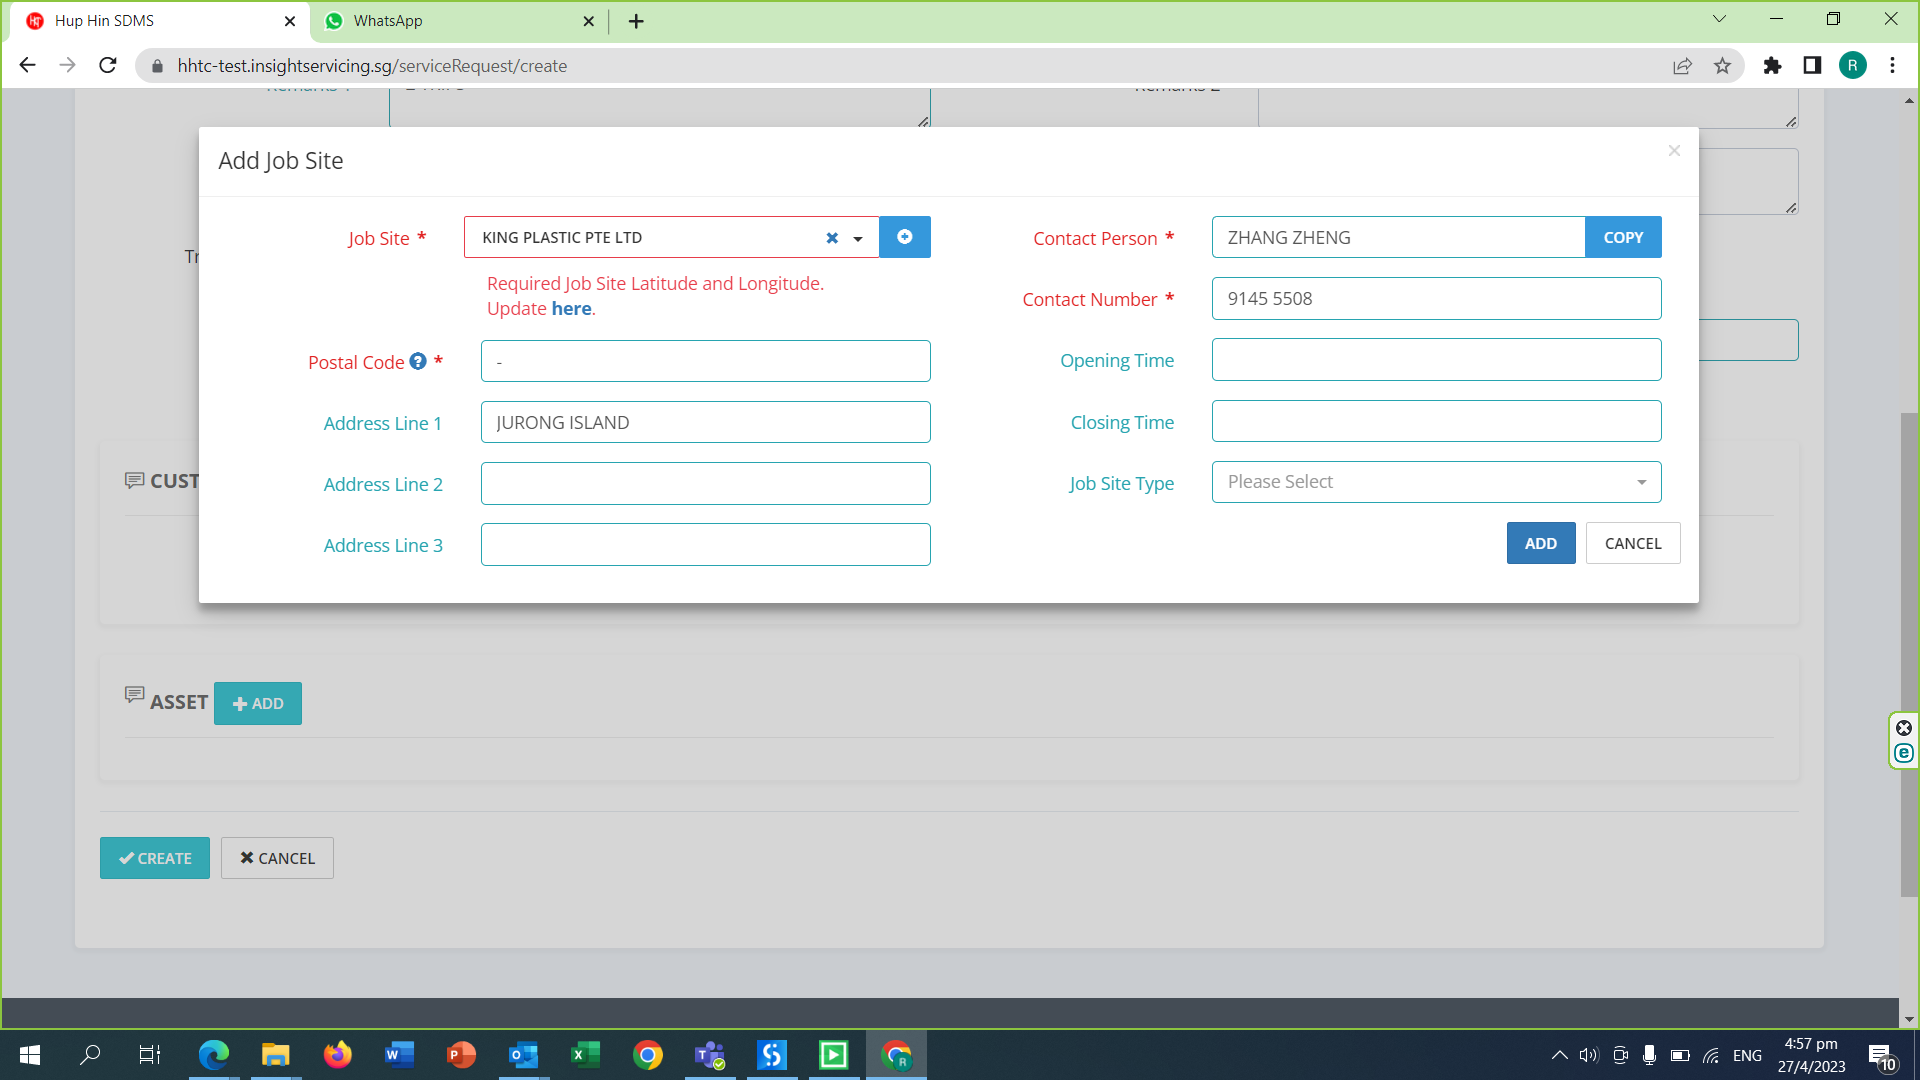 Hup Hin SDMS
WhatsApp
hhtc-test.insightservicing.sg/serviceRequest/create
R
Add Job Site
Job Site *
KING PLASTIC PTE LTD
Required Job Site Latitude and Longitude.
Update here.
Postal Code ? *
-
Address Line 1
JURONG ISLAND
Address Line 2
Address Line 3
Contact Person *
ZHANG ZHENG
COPY
Contact Number *
9145 5508
Opening Time
Closing Time
Job Site Type
Please Select
ADD
CANCEL
Tr
CUST
ASSET
ADD
CREATE
CANCEL
ENG
4:57 pm
27/4/2023
10